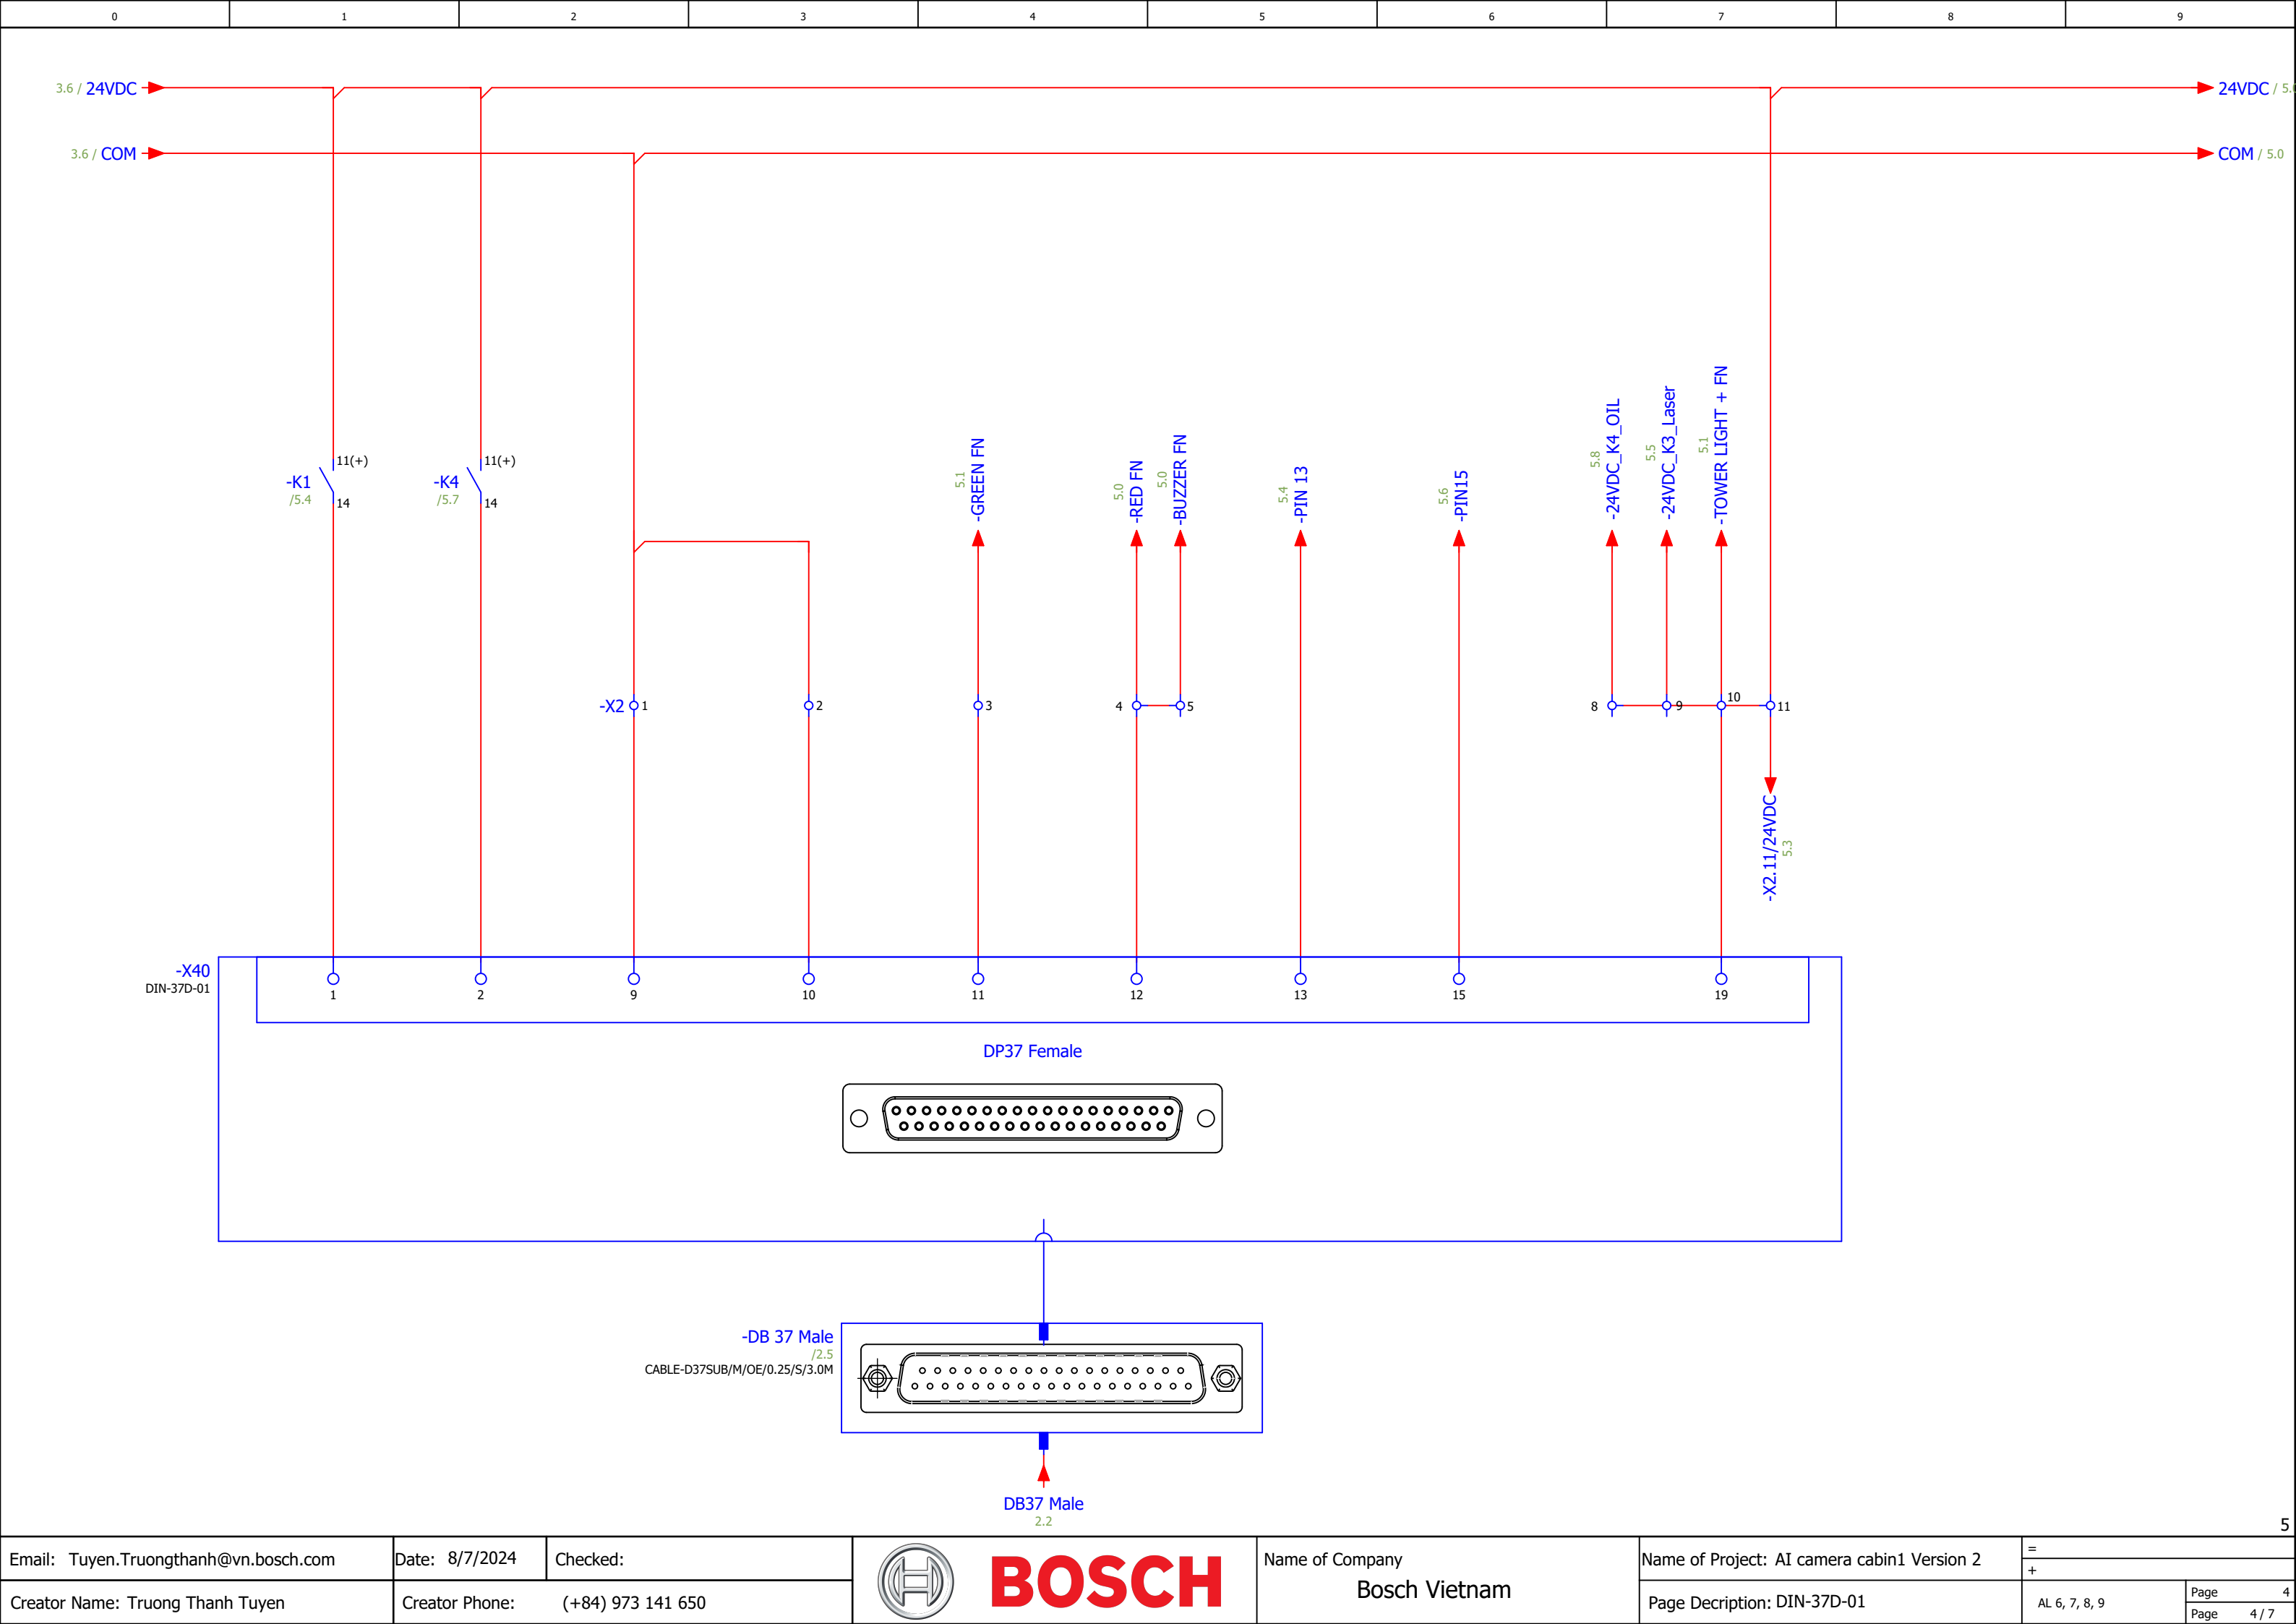 0 1 2 3 4 5 6 7 8 9
3.6 / 24VDC
24VDC / 5.
3.6 / COM
COM / 5.0
-K1
/5.4
11(+)
14
-K4
/5.7
11(+)
14
5.1
-GREEN FN
5.0
-RED FN
5.0
-BUZZER FN
5.4
-PIN 13
5.6
-PIN15
5.8
-24VDC_K4_OIL
5.5
-24VDC_K3_Laser
5.1
-TOWER LIGHT + FN
-X2 1 2 3 4 5 8 9 10 11
-X2.11/24VDC
5.3
-X40
DIN-37D-01
1 2 9 10 11 12 13 15 19
DP37 Female
-DB 37 Male
/2.5
CABLE-D37SUB/M/OE/0.25/S/3.0M
DB37 Male
2.2
5
Email: Tuyen.Truongthanh@vn.bosch.com
Date: 8/7/2024
Checked:
Creator Name: Truong Thanh Tuyen
Creator Phone: (+84) 973 141 650
BOSCH
Name of Company
Bosch Vietnam
Name of Project: AI camera cabin1 Version 2
Page Decription: DIN-37D-01
=
+
AL 6, 7, 8, 9
Page 4
Page 4 / 7